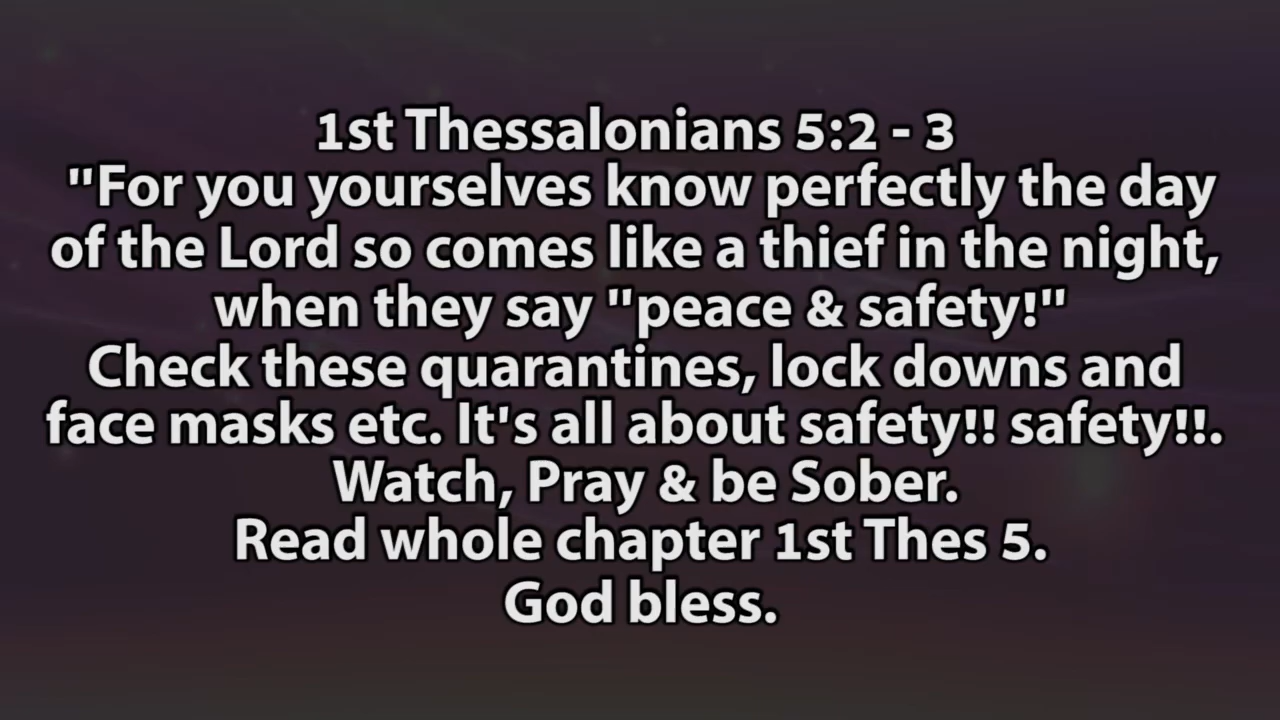 1st Thessalonians 5:2 - 3
"For you yourselves know perfectly the day
of the Lord so comes like a thief in the night,
when they say "peace & safety!"
Check these quarantines, lock downs and
face masks etc. It's all about safety!! safety!!.
Watch, Pray & be Sober.
Read whole chapter 1st Thes 5.
God bless.